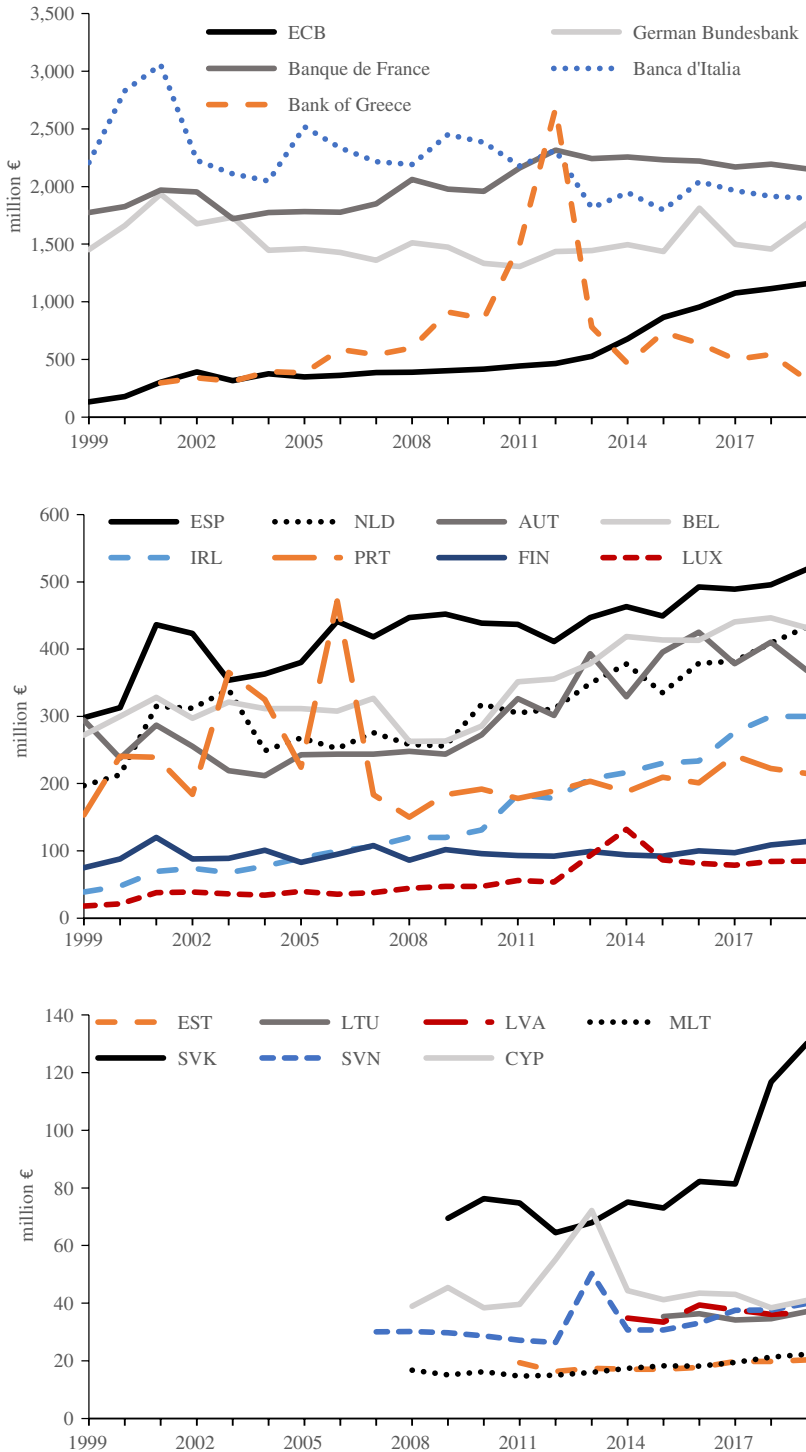 3,500
ECB German Bundesbank
3,000
Banque de France Banca d'Italia
Bank of Greece
2,500
2,000
million €
1,500
1,000
500
0
1999 2002 2005 2008 2011 2014 2017
600
ESP NLD AUT BEL
IRL PRT FIN LUX
500
400
300
million €
200
100
0
1999 2002 2005 2008 2011 2014 2017
140
EST LTU LVA MLT
SVK SVN CYP
120
100
80
million €
60
40
20
0
1999 2002 2005 2008 2011 2014 2017